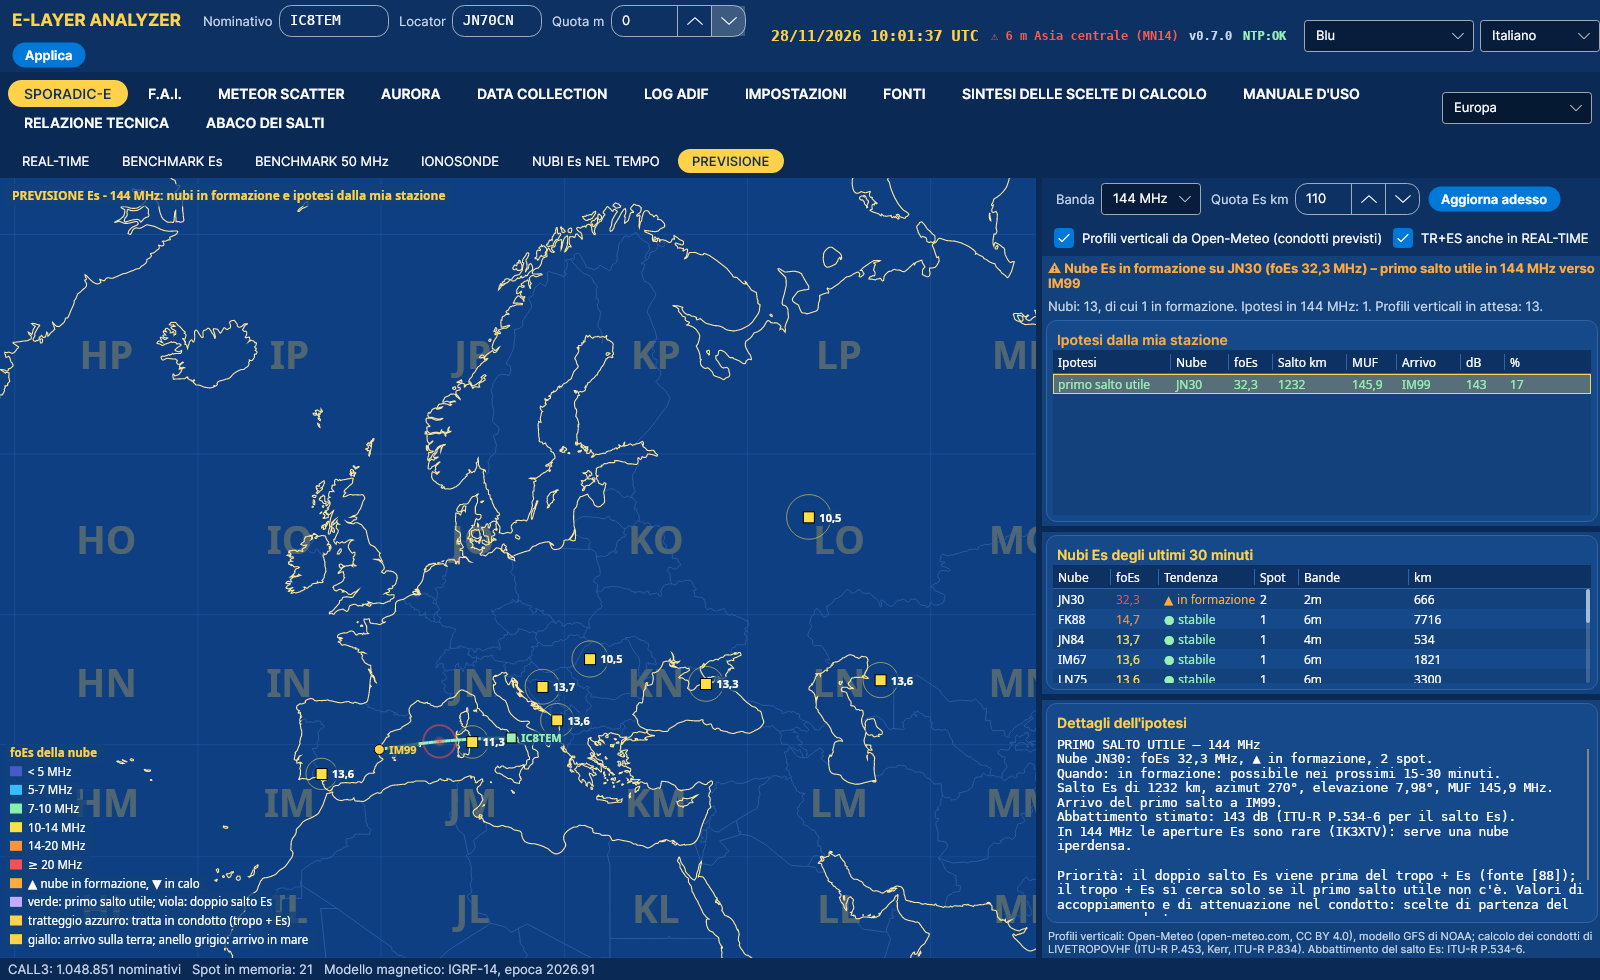 E-LAYER ANALYZER
Nominativo IC8TEM Locator JN70CN Quota m 0
Applica
28/11/2026 10:01:37 UTC ⚠ 6 m Asia centrale (MN14) v0.7.0 NTP:OK Blu Italiano
SPORADIC-E F.A.I. METEOR SCATTER AURORA DATA COLLECTION LOG ADIF IMPOSTAZIONI FONTI SINTESI DELLE SCELTE DI CALCOLO MANUALE D'USO
RELAZIONE TECNICA ABACO DEI SALTI
Europa
REAL-TIME BENCHMARK Es BENCHMARK 50 MHz IONOSONDE NUBI Es NEL TEMPO PREVISIONE
PREVISIONE Es - 144 MHz: nubi in formazione e ipotesi dalla mia stazione
HP IP JP KP LP
HO IO JO KO LO
10,5
HN IN JN KN LN
10,5
13,7
13,3
13,6
13,6
IM99 11,3 IC8TEM
13,6
HM IM JM KM LM
JL KL
foEs della nube
< 5 MHz
5-7 MHz
7-10 MHz
10-14 MHz
14-20 MHz
≥ 20 MHz
▲ nube in formazione, ▼ in calo
verde: primo salto utile; viola: doppio salto Es
tratteggio azzurro: tratta in condotto (tropo + Es)
giallo: arrivo sulla terra; anello grigio: arrivo in mare
Banda 144 MHz Quota Es km 110 Aggiorna adesso
Profili verticali da Open-Meteo (condotti previsti) TR+ES anche in REAL-TIME
⚠ Nube Es in formazione su JN30 (foEs 32,3 MHz) – primo salto utile in 144 MHz verso
IM99
Nubi: 13, di cui 1 in formazione. Ipotesi in 144 MHz: 1. Profili verticali in attesa: 13.
Ipotesi dalla mia stazione
Ipotesi Nube foEs Salto km MUF Arrivo dB %
primo salto utile JN30 32,3 1232 145,9 IM99 143 17
Nubi Es degli ultimi 30 minuti
Nube foEs Tendenza Spot Bande km
JN30 32,3 ▲ in formazione 2 2m 666
FK88 14,7 ● stabile 1 6m 7716
JN84 13,7 ● stabile 1 4m 534
IM67 13,6 ● stabile 1 6m 1821
LN75 13,6 ● stabile 1 6m 3300
Dettagli dell'ipotesi
PRIMO SALTO UTILE — 144 MHz
Nube JN30: foEs 32,3 MHz, ▲ in formazione, 2 spot.
Quando: in formazione: possibile nei prossimi 15-30 minuti.
Salto Es di 1232 km, azimut 270°, elevazione 7,98°, MUF 145,9 MHz.
Arrivo del primo salto a IM99.
Abbattimento stimato: 143 dB (ITU-R P.534-6 per il salto Es).
In 144 MHz le aperture Es sono rare (IK3XTV): serve una nube
iperdensa.
Priorità: il doppio salto Es viene prima del tropo + Es (fonte [88]);
il tropo + Es si cerca solo se il primo salto utile non c'è. Valori di
accoppiamento e di attenuazione nel condotto: scelte di partenza del
Profili verticali: Open-Meteo (open-meteo.com, CC BY 4.0), modello GFS di NOAA; calcolo dei condotti di
LIVETROPOVHF (ITU-R P.453, Kerr, ITU-R P.834). Abbattimento del salto Es: ITU-R P.534-6.
CALL3: 1.048.851 nominativi Spot in memoria: 21 Modello magnetico: IGRF-14, epoca 2026.91